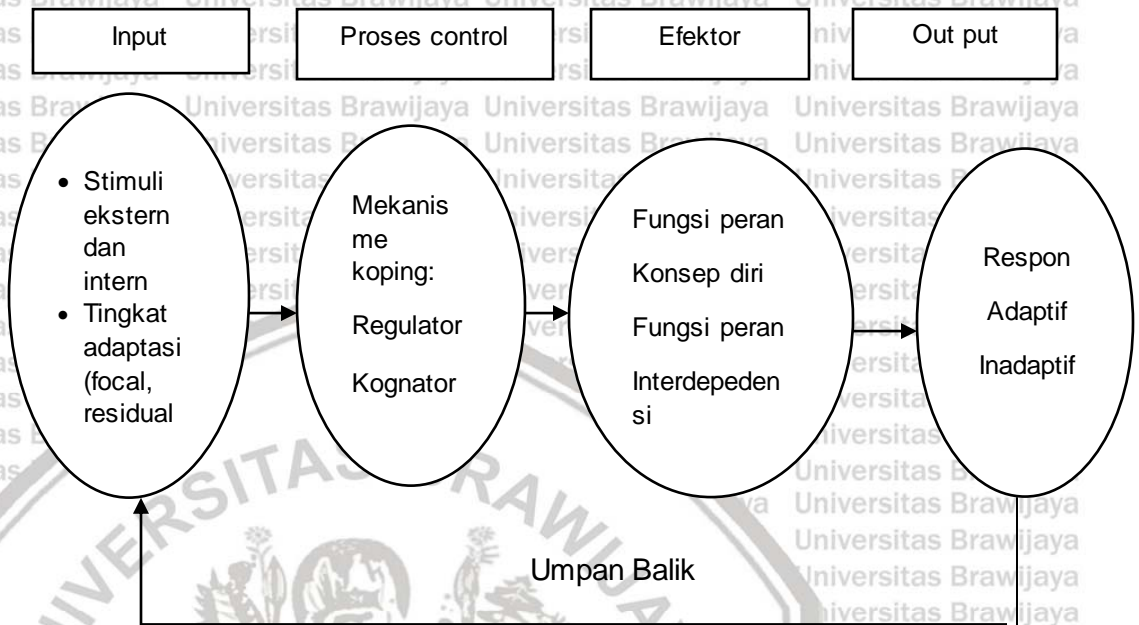 Input
Proses control
Efektor
Out put
• Stimuli
ekstern
dan
intern
• Tingkat
adaptasi
(focal,
residual
Mekanis
me
koping:
Regulator
Kognator
Fungsi peran
Konsep diri
Fungsi peran
Interdepeden
si
Respon
Adaptif
Inadaptif
Umpan Balik